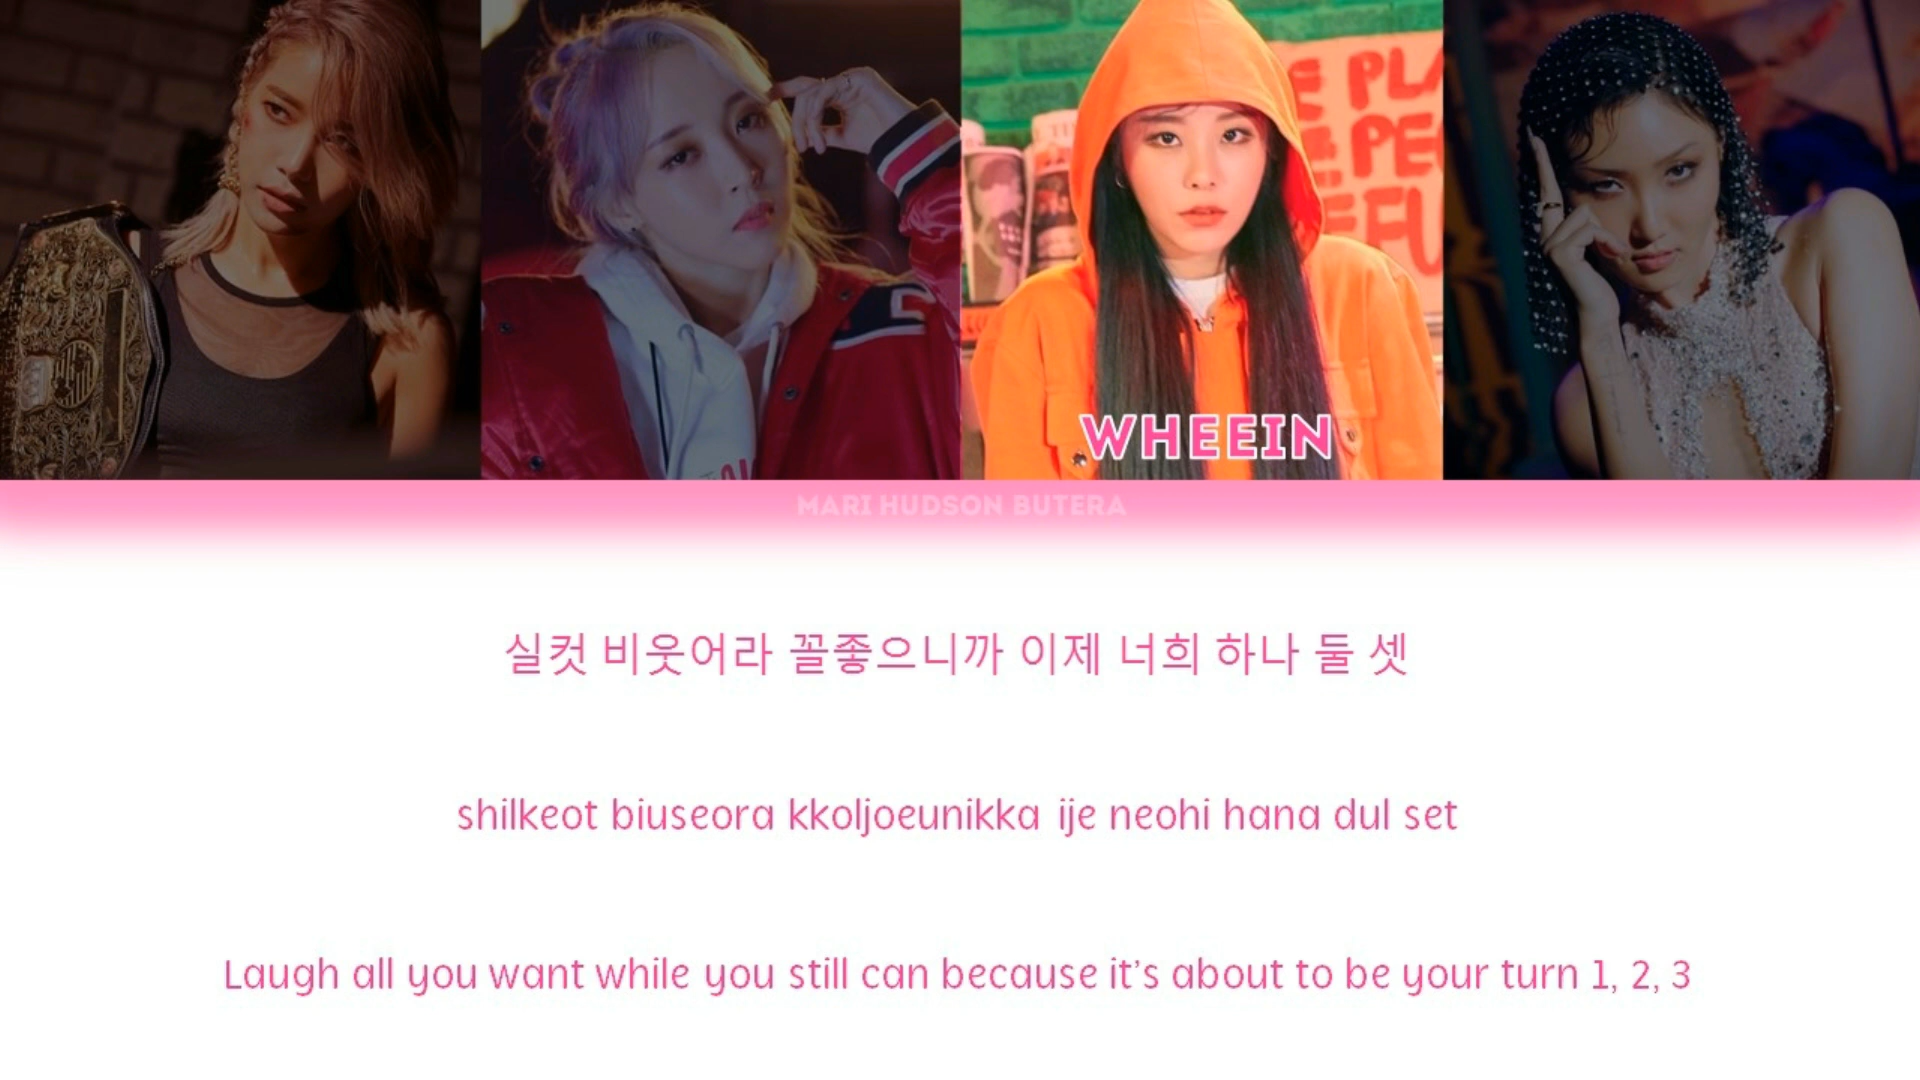 WHEEIN
MARI HUDSON BUTERA
실컷 비웃어라 꼴좋으니까 이제 너희 하나 둘 셋
shilkeot biuseora kkoljoeunikka ije neohi hana dul set
Laugh all you want while you still can because it's about to be your turn 1, 2, 3